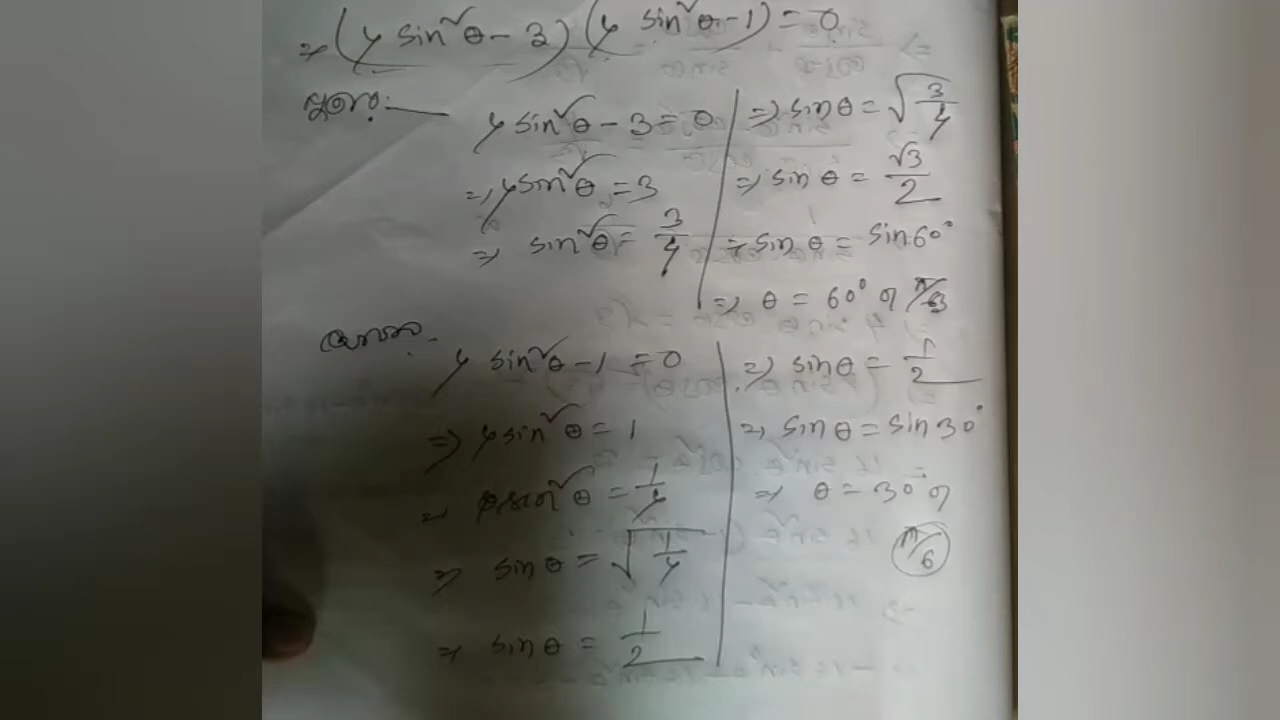 ⇒ (4 sin²θ - 3) (4 sin²θ - 1) = 0
4 sin²θ - 3 = 0
⇒ 4 sin²θ = 3
⇒ sin²θ = 3/4
⇒ sin θ = √(3/4)
⇒ sin θ = √3/2
⇒ sin θ = sin 60°
⇒ θ = 60° বা π/3
4 sin²θ - 1 = 0
⇒ 4 sin²θ = 1
⇒ sin²θ = 1/4
⇒ sin θ = √(1/4)
⇒ sin θ = 1/2
⇒ sin θ = 1/2
⇒ sin θ = sin 30°
⇒ θ = 30° বা
π/6